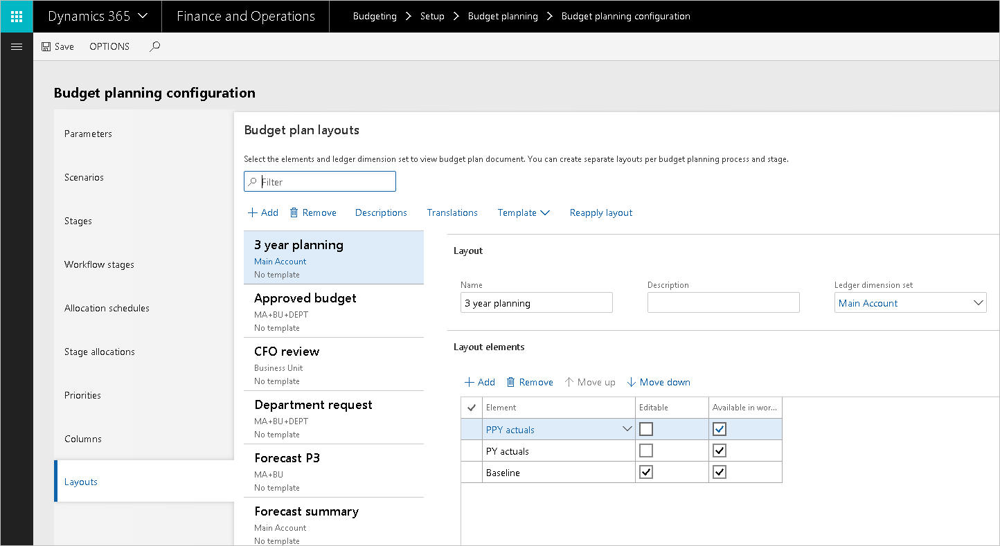 Dynamics 365 Finance and Operations Budgeting Setup Budget planning Budget planning configuration
Save OPTIONS
Budget planning configuration
Parameters
Scenarios
Stages
Workflow stages
Allocation schedules
Stage allocations
Priorities
Columns
Layouts
Budget plan layouts
Select the elements and ledger dimension set to view budget plan document. You can create separate layouts per budget planning process and stage.
Filter
Add Remove Descriptions Translations Template Reapply layout
3 year planning
Main Account
No template
Approved budget
MA+BU+DEPT
No template
CFO review
Business Unit
No template
Department request
MA+BU+DEPT
No template
Forecast P3
MA+BU
No template
Forecast summary
Main Account
No template
Layout
Name Description Ledger dimension set
3 year planning Main Account
Layout elements
Add Remove Move up Move down
Element Editable Available in wor...
PPY actuals
PY actuals
Baseline